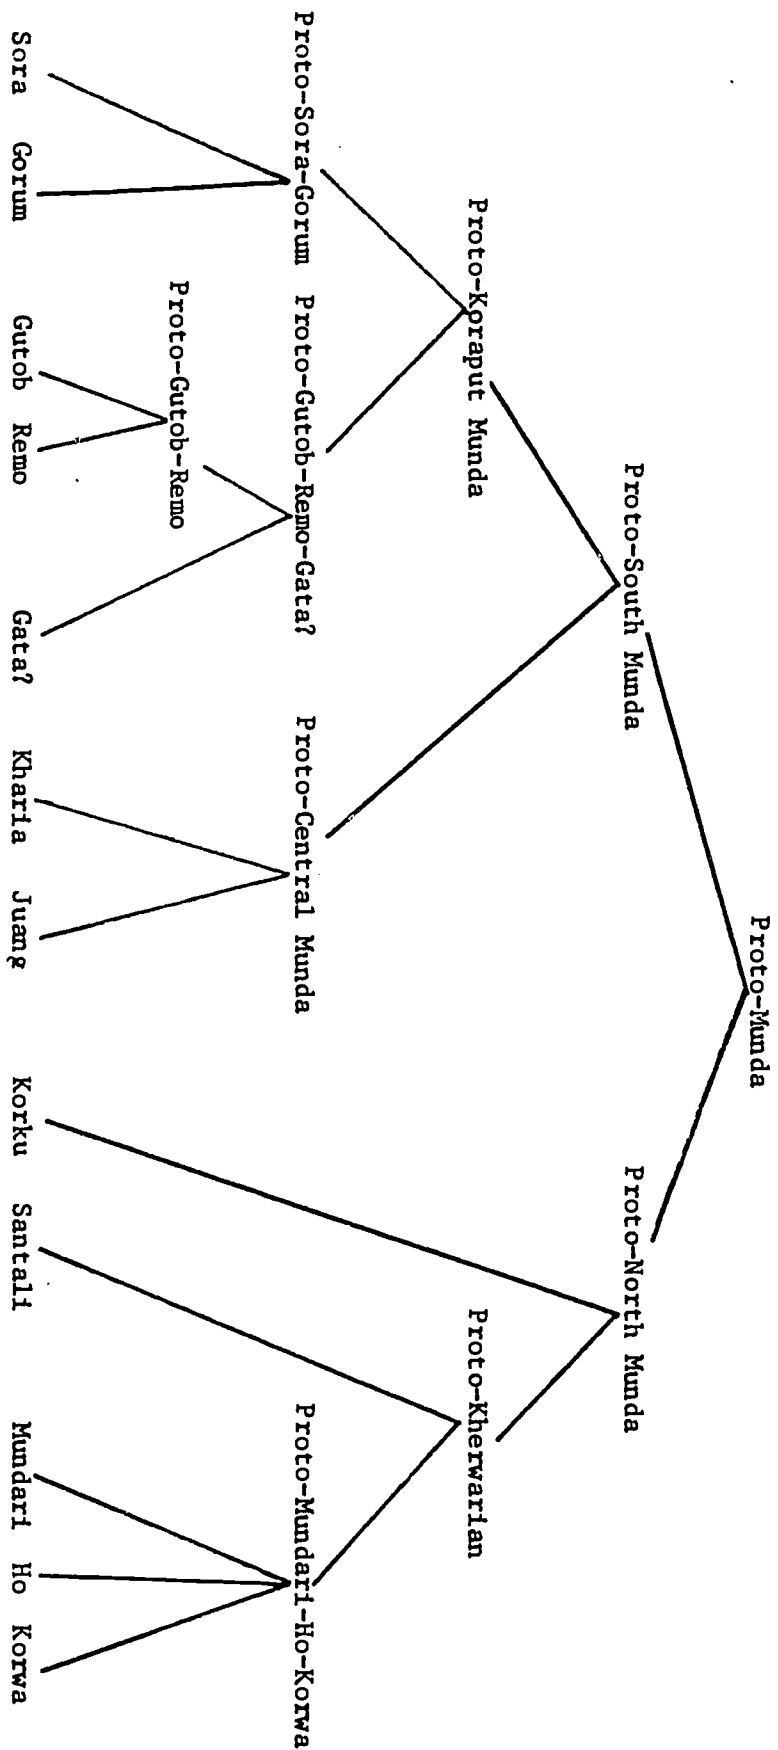 Proto-Munda
Proto-South Munda
Proto-North Munda
Proto-Koraput Munda
Proto-Kherwarian
Proto-Sora-Gorum
Proto-Gutob-Remo-Gata?
Proto-Central Munda
Proto-Mundari-Ho-Korwa
Proto-Gutob-Remo
Sora
Gorum
Gutob
Remo
Gata?
Kharia
Juang
Korku
Santali
Mundari
Ho
Korwa